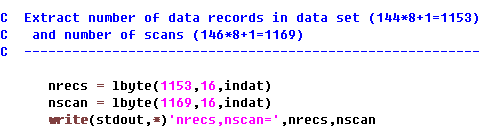 C  Extract number of data records in data set (144*8+1=1153)
C   and number of scans (146*8+1=1169)
C  ------------------------------------------------------------
nrecs = lbyte(1153,16,indat)
nscan = lbyte(1169,16,indat)
write(stdout,*)'nrecs,nscan=',nrecs,nscan